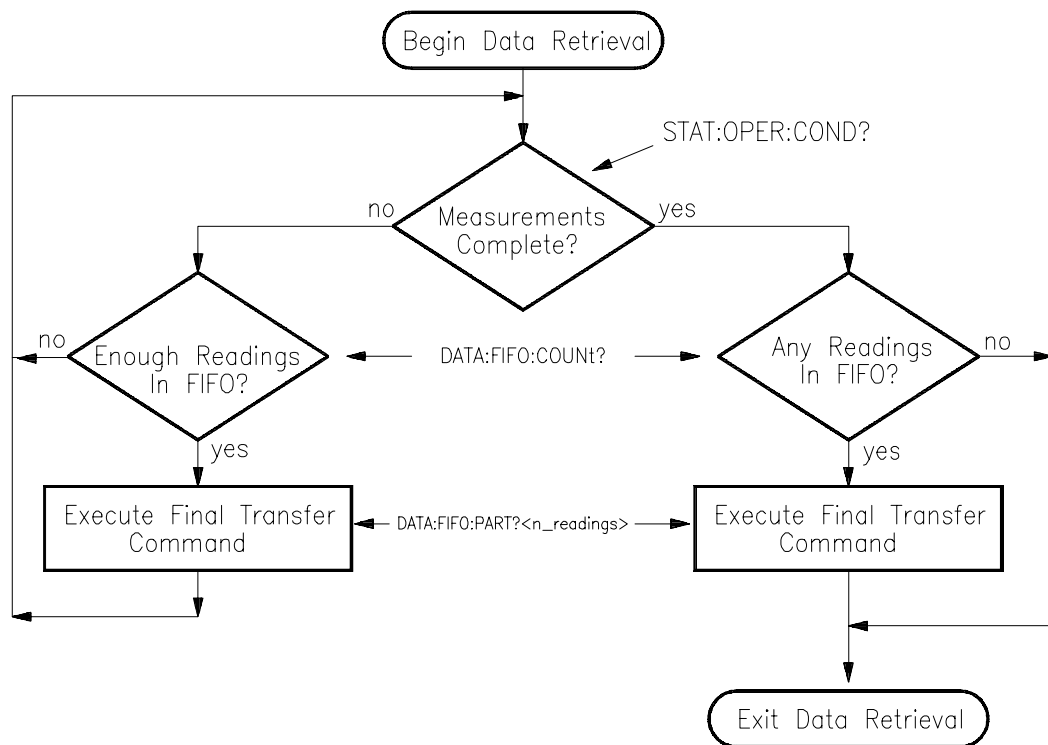 Begin Data Retrieval
STAT:OPER:COND?
no
yes
Measurements
Complete?
no
Enough Readings
In FIFO?
DATA:FIFO:COUNt?
Any Readings
In FIFO?
no
yes
yes
Execute Final Transfer
Command
DATA:FIFO:PART?<n_readings>
Execute Final Transfer
Command
Exit Data Retrieval